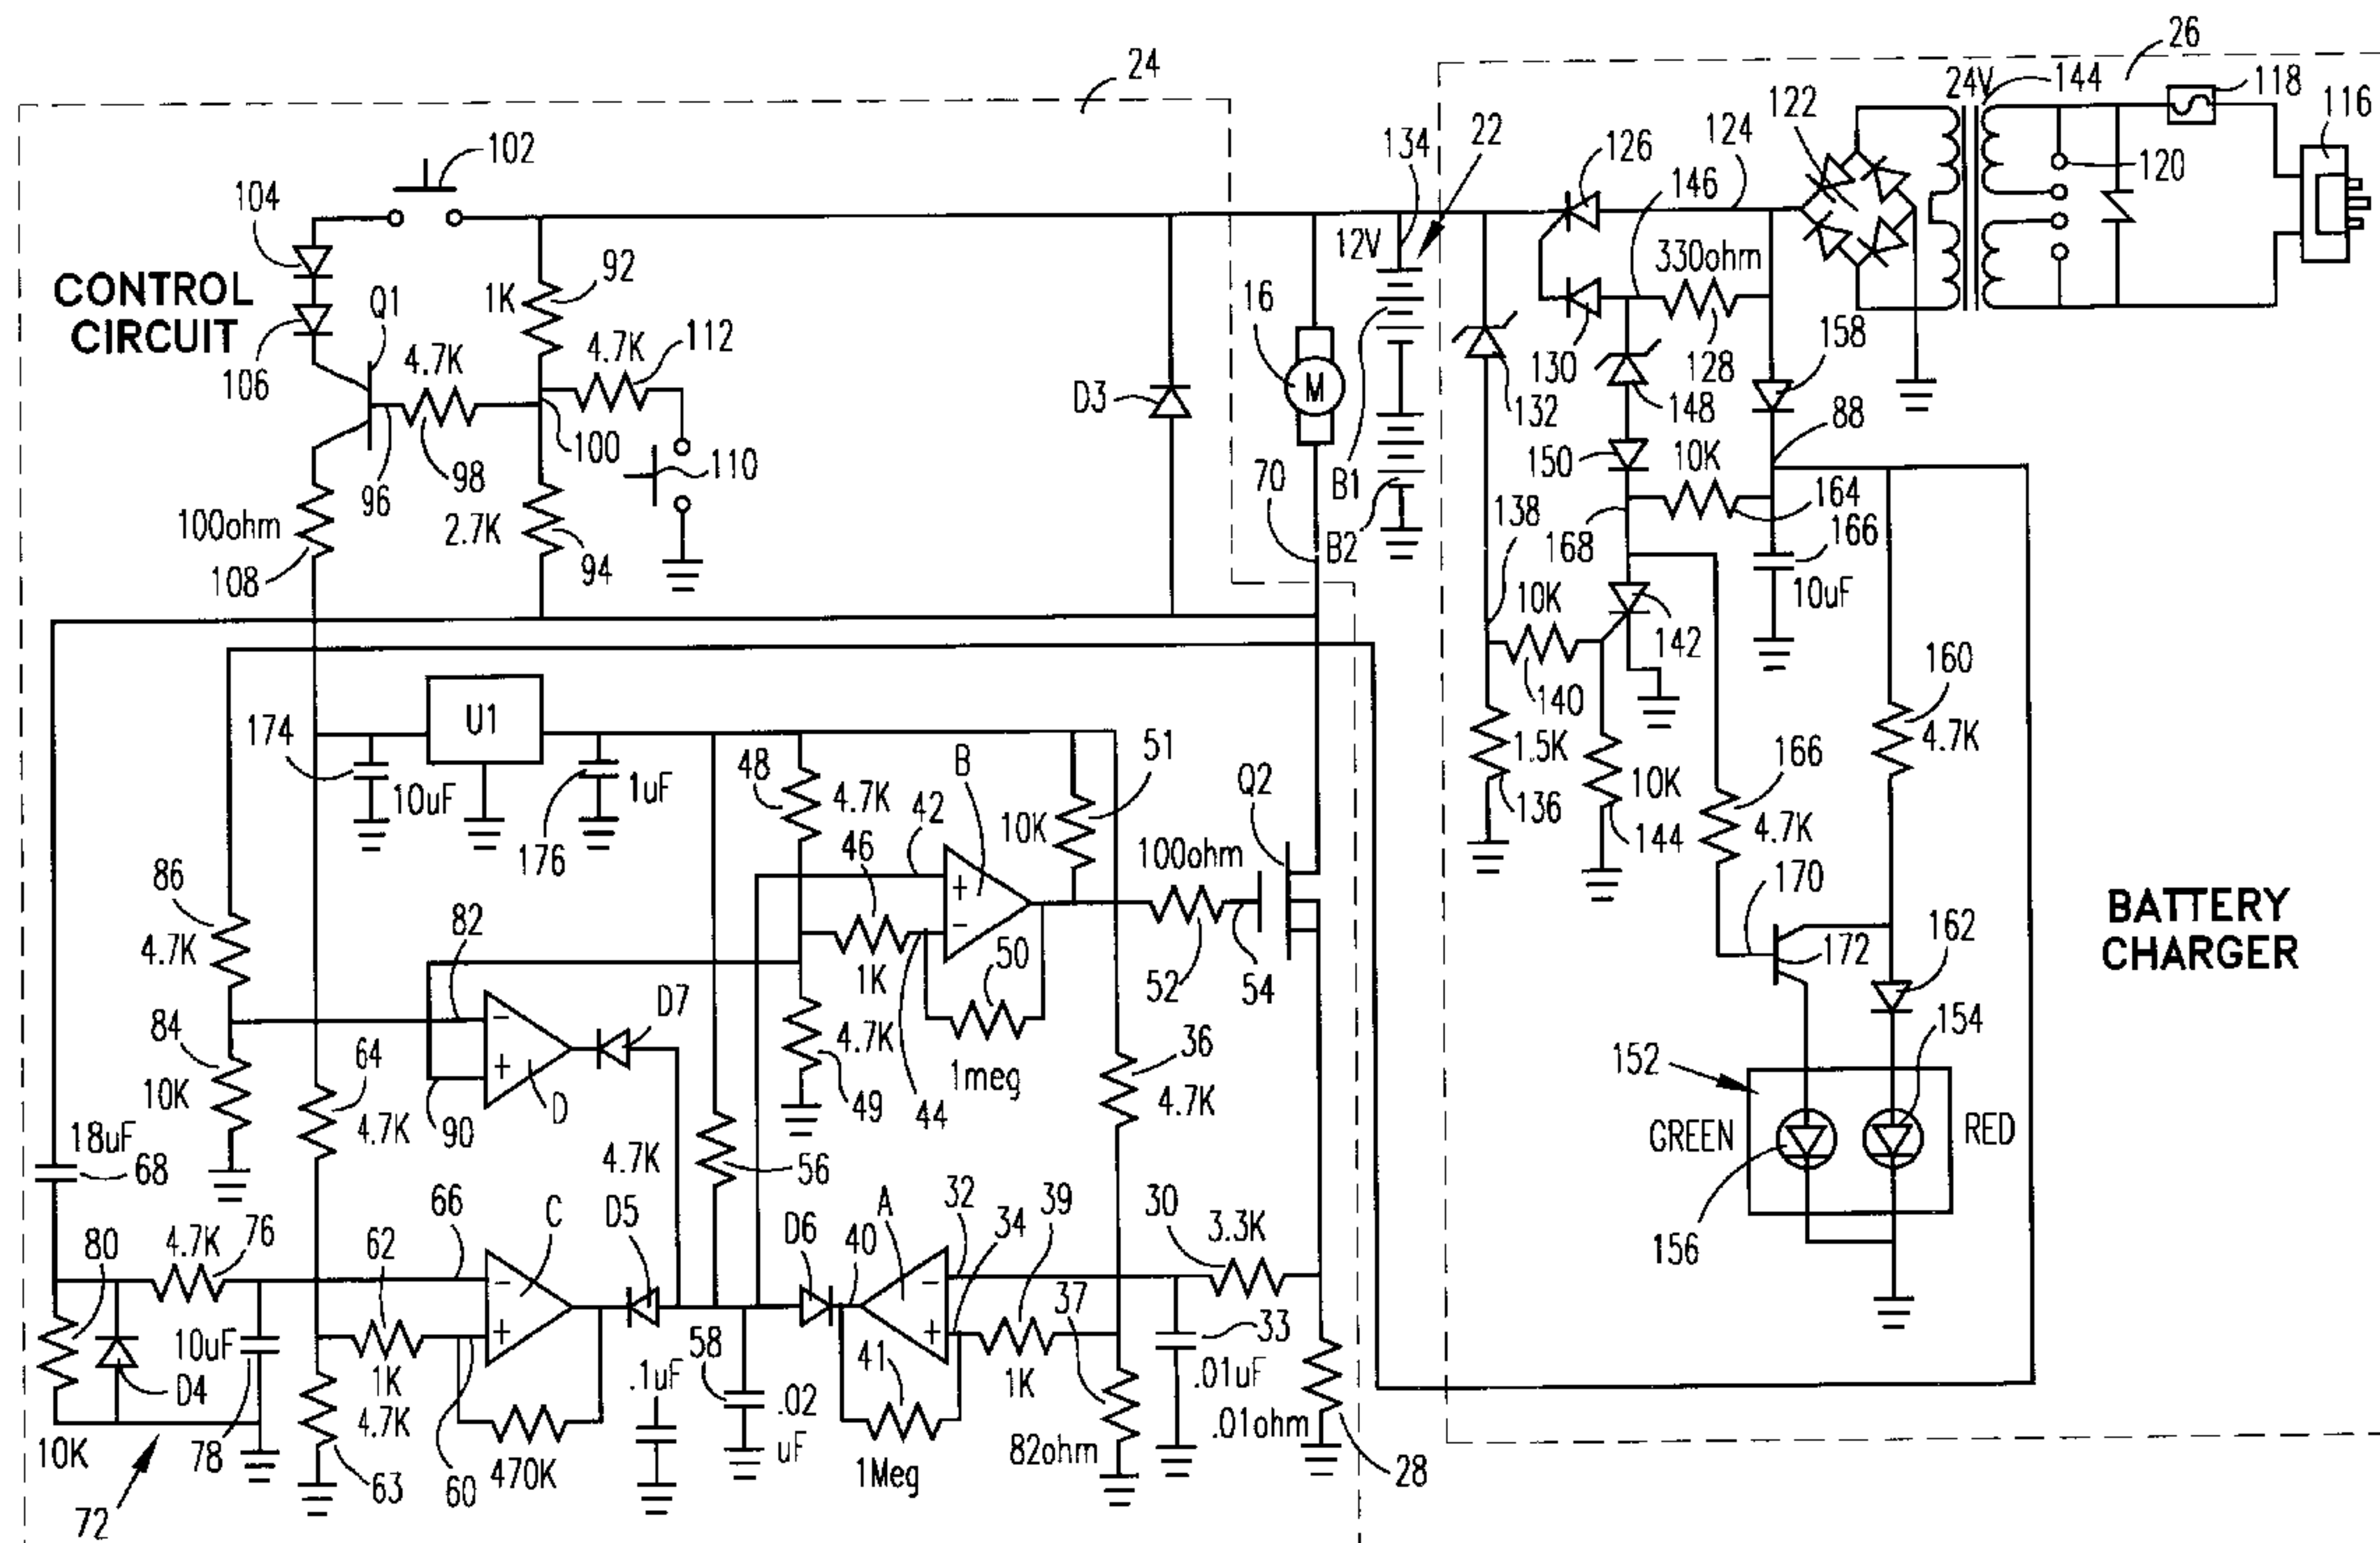 24
26
24V
144
118
116
122
102
134
22
126
124
120
104
146
12V
330ohm
92
CONTROL
CIRCUIT
Q1
1K
16
M
158
4.7K
112
4.7K
106
D3
130
128
132
148
88
100
110
10K
98
96
70
B1
150
164
138
100ohm
2.7K
B2
168
166
94
108
10uF
10K
142
160
140
U1
174
51
4.7K
48
B
1.5K
166
Q2
10uF
1uF
4.7K
42
10K
10K
136
176
46
100ohm
144
4.7K
86
170
BATTERY
CHARGER
82
4.7K
+
-
162
172
50
1K
52
54
D7
84
-
154
64
4.7K
36
152
+
1meg
10K
D
49
44
4.7K
90
4.7K
18uF
GREEN
RED
4.7K
68
56
66
C
D5
A
32
39
30
80
4.7K
76
62
D6
40
34
3.3K
156
-
-
37
10uF
+
58
+
33
1K
41
.1uF
.01uF
D4
1K
4.7K
.02
uF
.01ohm
10K
78
82ohm
470K
1Meg
63
60
28
72